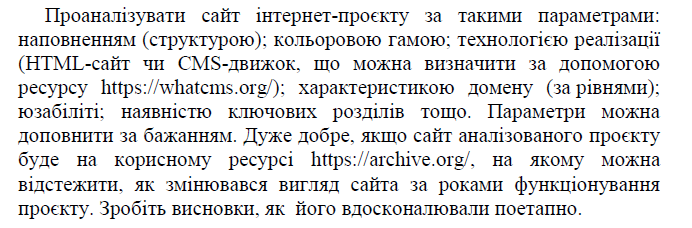 Проаналізувати сайт інтернет-проєкту за такими параметрами:
наповненням (структурою); кольоровою гамою; технологією реалізації
(HTML-сайт чи CMS-движок, що можна визначити за допомогою
ресурсу https://whatcms.org/); характеристикою домену (за рівнями);
юзабіліті; наявністю ключових розділів тощо. Параметри можна
доповнити за бажанням. Дуже добре, якщо сайт аналізованого проєкту
буде на корисному ресурсі https://archive.org/, на якому можна
відстежити, як змінювався вигляд сайта за роками функціонування
проєкту. Зробіть висновки, як  його вдосконалювали поетапно.